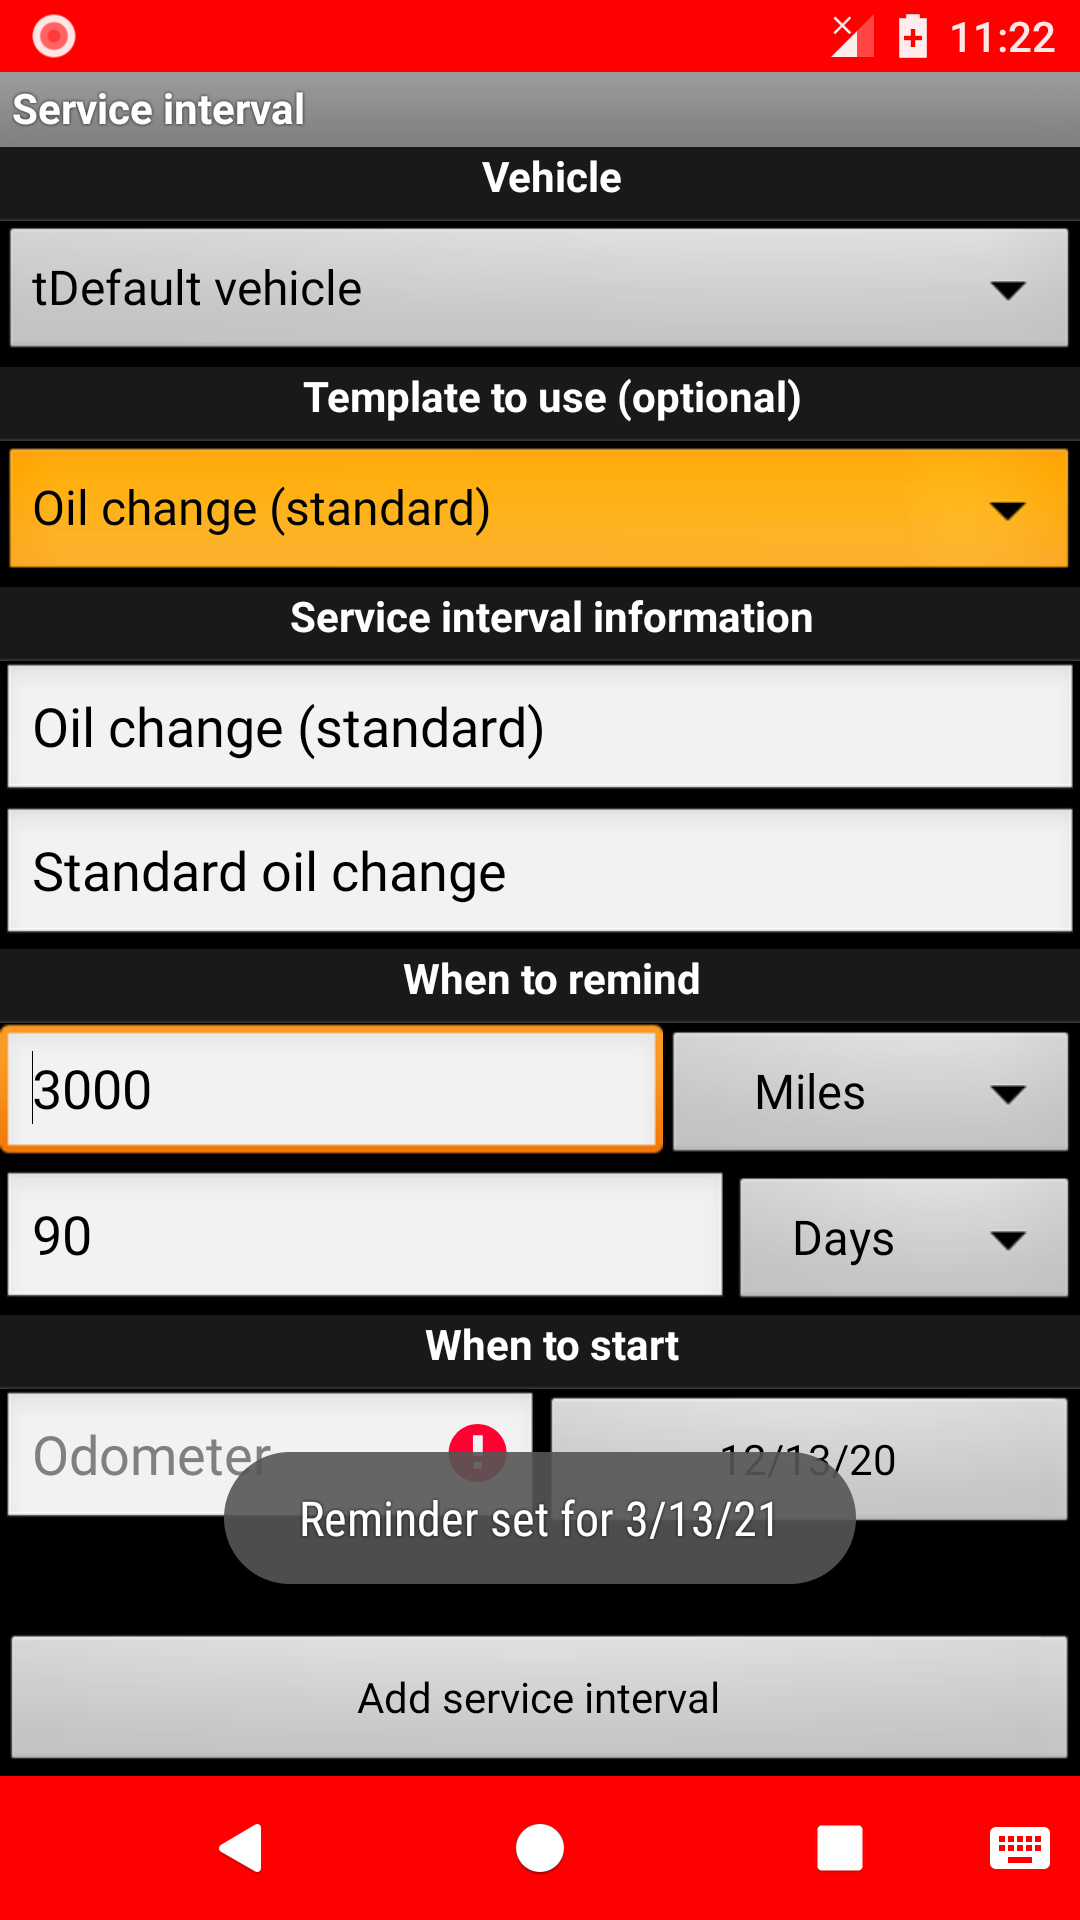 11:22
Service interval
Vehicle
tDefault vehicle
Template to use (optional)
Oil change (standard)
Service interval information
Oil change (standard)
Standard oil change
When to remind
3000
Miles
90
Days
When to start
Odometer
12/13/20
Reminder set for 3/13/21
Add service interval